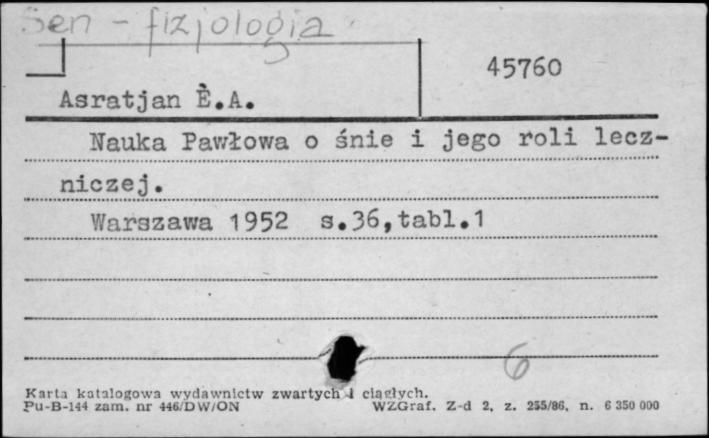 Sen - fizjologia
45760
Asratjan È.A.
Nauka Pawłowa o śnie i jego roli lecz-
niczej.
Warszawa 1952 s.36,tabl.1
6
Karta katalogowa wydawnictw zwartych i ciągłych.
Pu-B-144 zam. nr 446/DW/ON WZGraf. Z-d 2, z. 255/86, n. 6 350 000